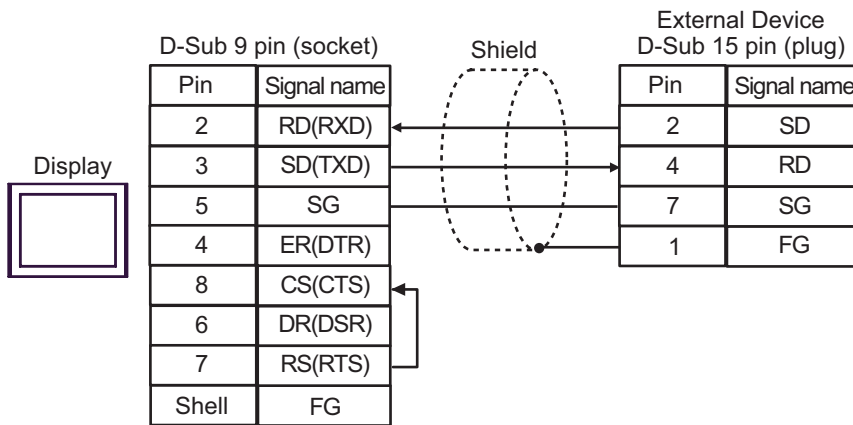 External Device
D-Sub 9 pin (socket) Shield D-Sub 15 pin (plug)
Pin Signal name Pin Signal name
2 RD(RXD) 2 SD
Display 3 SD(TXD) 4 RD
5 SG 7 SG
4 ER(DTR) 1 FG
8 CS(CTS)
6 DR(DSR)
7 RS(RTS)
Shell FG